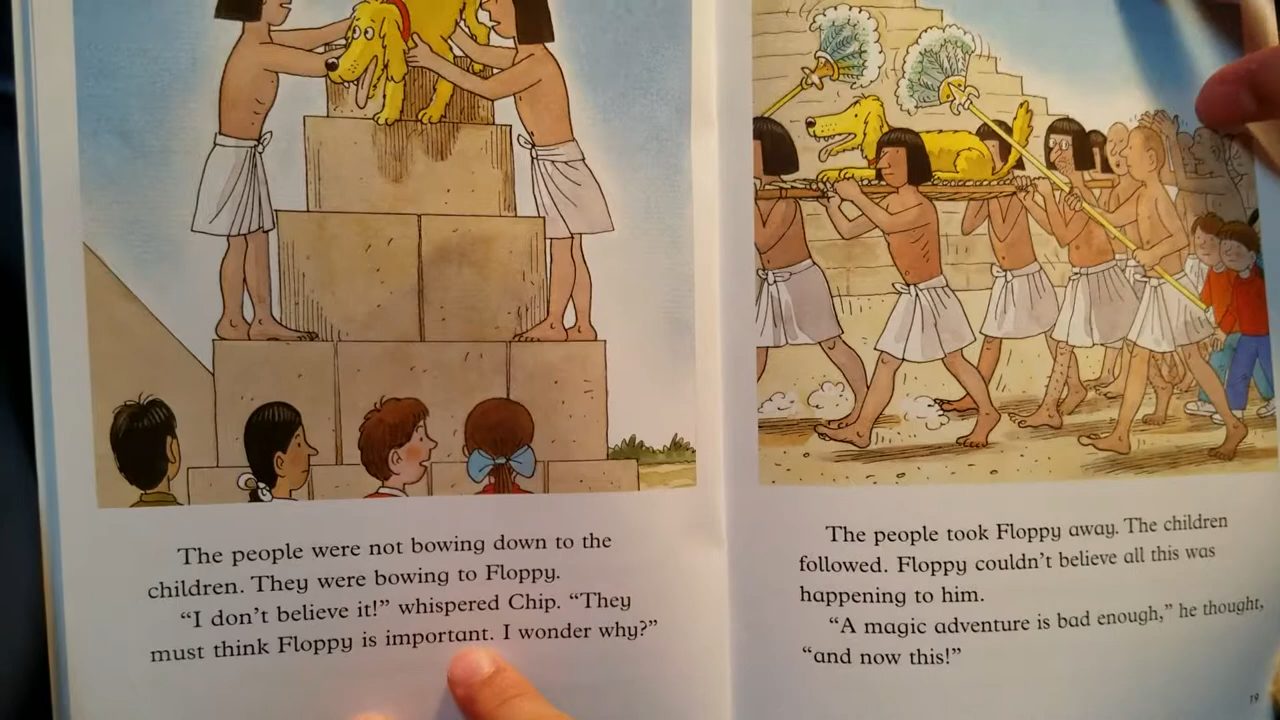 The people were not bowing down to the
children. They were bowing to Floppy.
“I don’t believe it!” whispered Chip. “They
must think Floppy is important. I wonder why?”
The people took Floppy away. The children
followed. Floppy couldn’t believe all this was
happening to him.
“A magic adventure is bad enough,” he thought,
“and now this!”
19